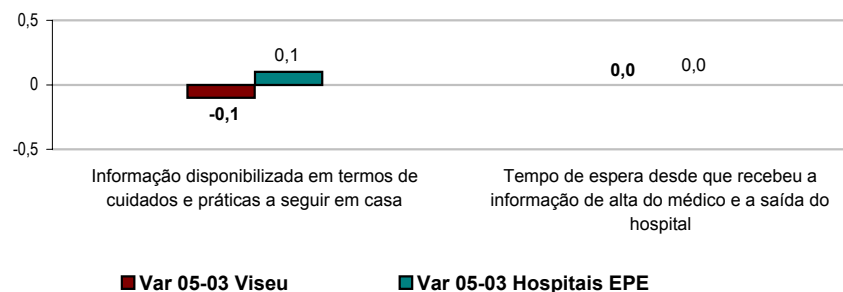 0,5
0,1
0,0
0,0
0
-0,1
-0,5
Informação disponibilizada em termos de
cuidados e práticas a seguir em casa
Tempo de espera desde que recebeu a
informação de alta do médico e a saída do
hospital
Var 05-03 Viseu
Var 05-03 Hospitais EPE